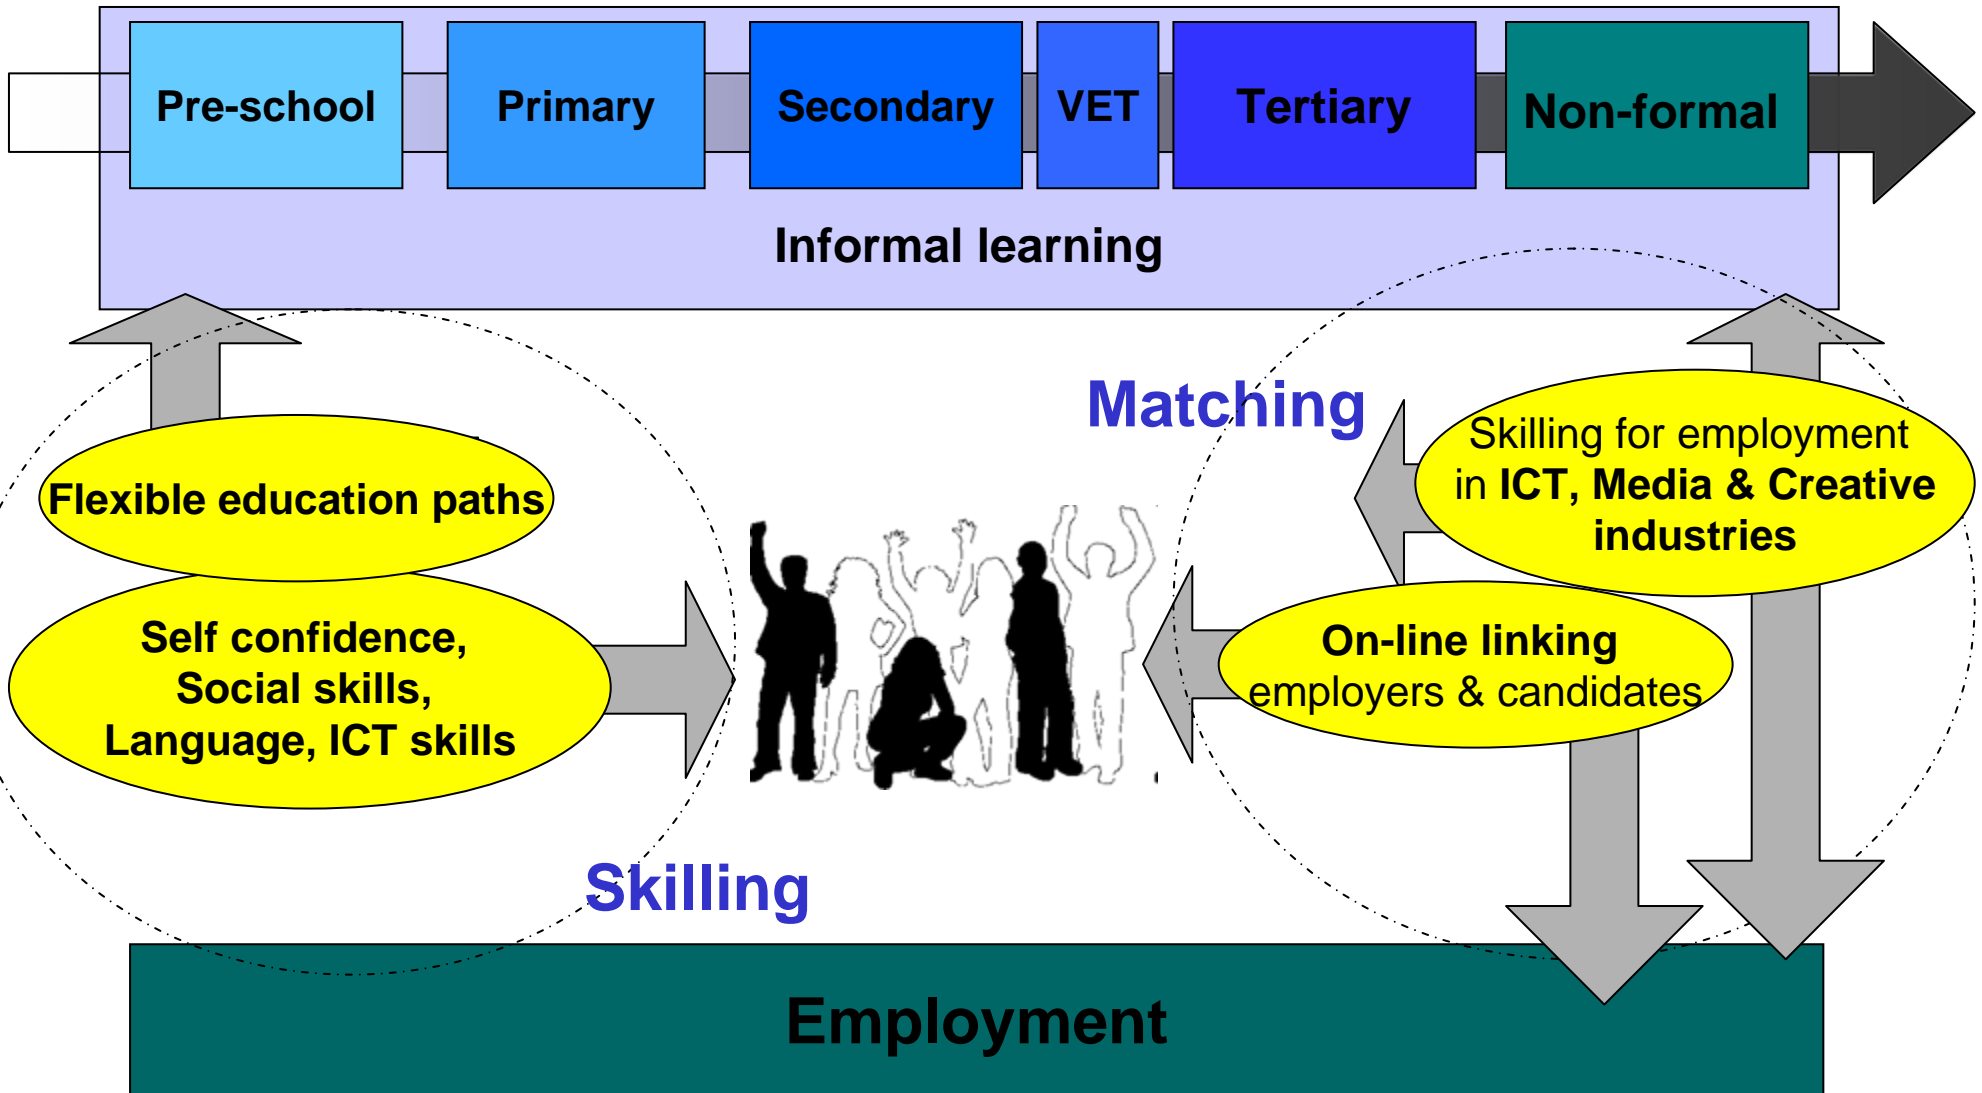 Pre-school
Primary
Secondary
VET
Tertiary
Non-formal
Informal learning
Matching
Flexible education paths
Self confidence,
Social skills,
Language, ICT skills
Skilling for employment
in ICT, Media & Creative
industries
On-line linking
employers & candidates
Skilling
Employment